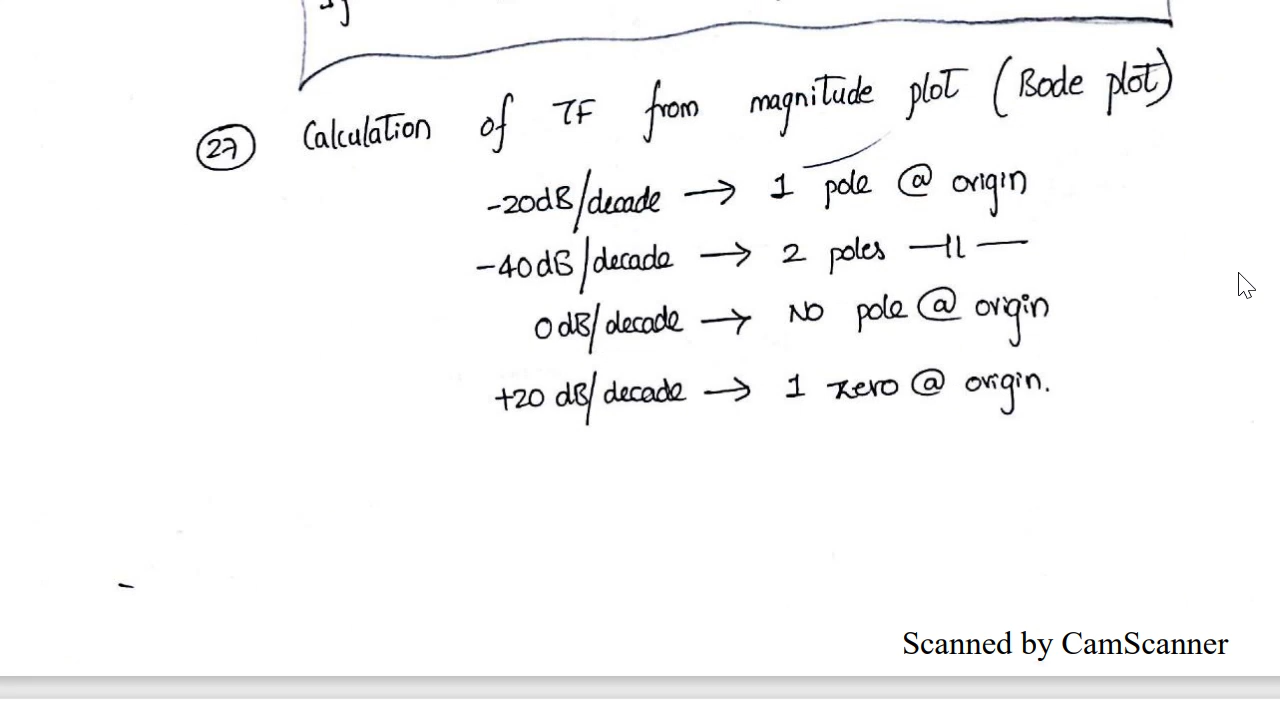 27 Calculation of TF from magnitude plot (Bode plot)
-20dB/decade → 1 pole @ origin
-40dB/decade → 2 poles —11—
0dB/decade → NO pole @ origin
+20 dB/decade → 1 zero @ origin.
Scanned by CamScanner